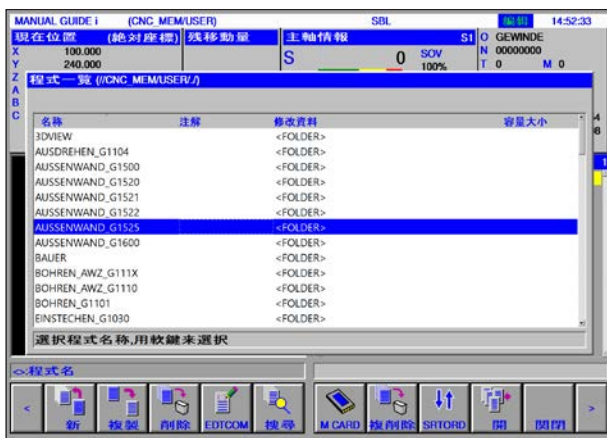 MANUAL GUIDE i (CNC_MEM/USER) SBL 編輯 14:52:33
現在位置 (絶対座標) 残移動量 主軸情報 S1 O GEWINDE
X 100.000 S 0 SOV N 00000000
Y 240.000 100% T 0 M 0
Z 程式一覧 (//CNC_MEM/USER/./)
A
B
C
名称 注解 修改資料 容量大小
3DVIEW <FOLDER>
AUSDREHEN_G1104 <FOLDER>
AUSSENWAND_G1500 <FOLDER>
AUSSENWAND_G1520 <FOLDER>
AUSSENWAND_G1521 <FOLDER>
AUSSENWAND_G1522 <FOLDER>
AUSSENWAND_G1525 <FOLDER>
AUSSENWAND_G1600 <FOLDER>
BAUER <FOLDER>
BOHREN_AWZ_G111X <FOLDER>
BOHREN_AWZ_G1110 <FOLDER>
BOHREN_G1101 <FOLDER>
EINSTECHEN_G1030 <FOLDER>
選択程式名称,用軟鍵来選択
<>:程式名
< 新 複製 削除 EDTCOM 捜尋 M CARD 複削除 SRTORD 開 関閉 >